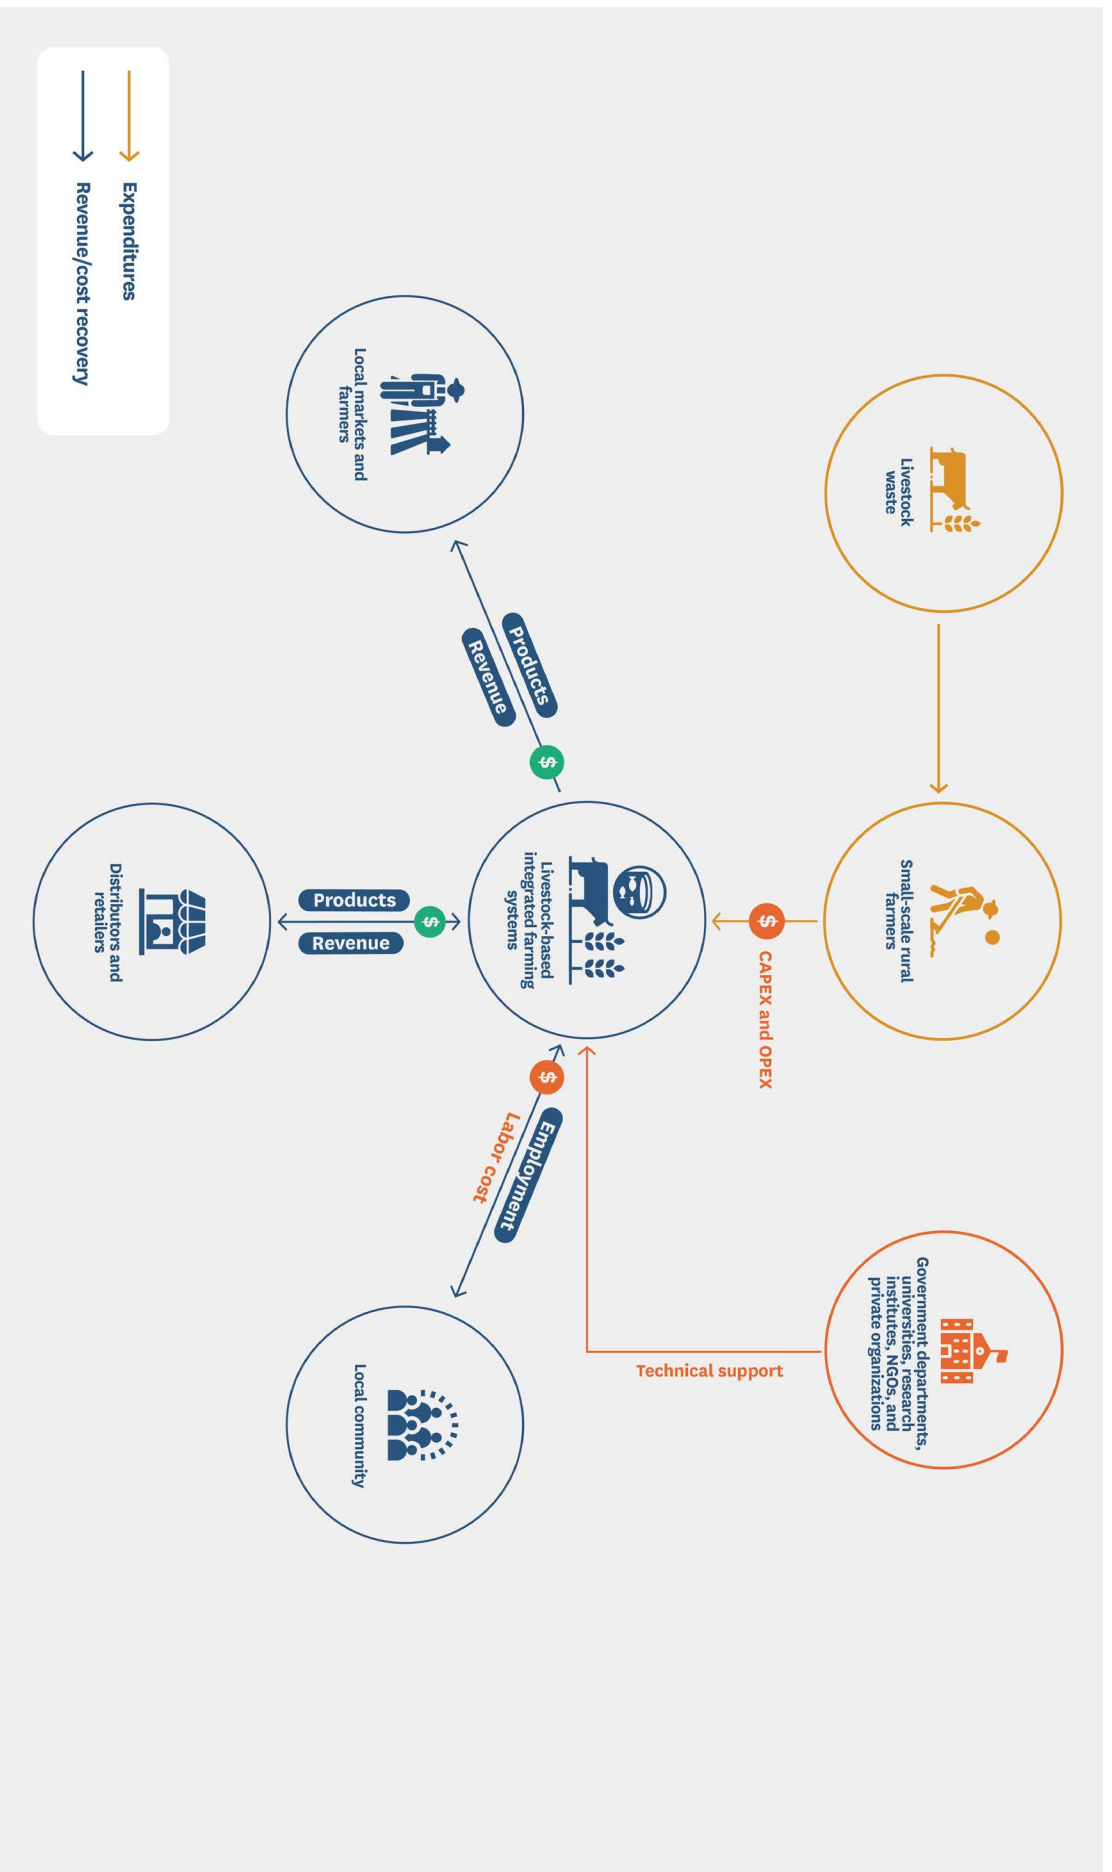 Livestock
waste
Small-scale rural
farmers
Government departments,
universities, research
institutes, NGOs, and
private organizations
$
CAPEX and OPEX
Technical support
Livestock-based
integrated farming
systems
$
Products
Revenue
$
Employment
Labor cost
Local markets and
farmers
$
Products
Revenue
Local community
Distributors and
retailers
Expenditures
Revenue/cost recovery